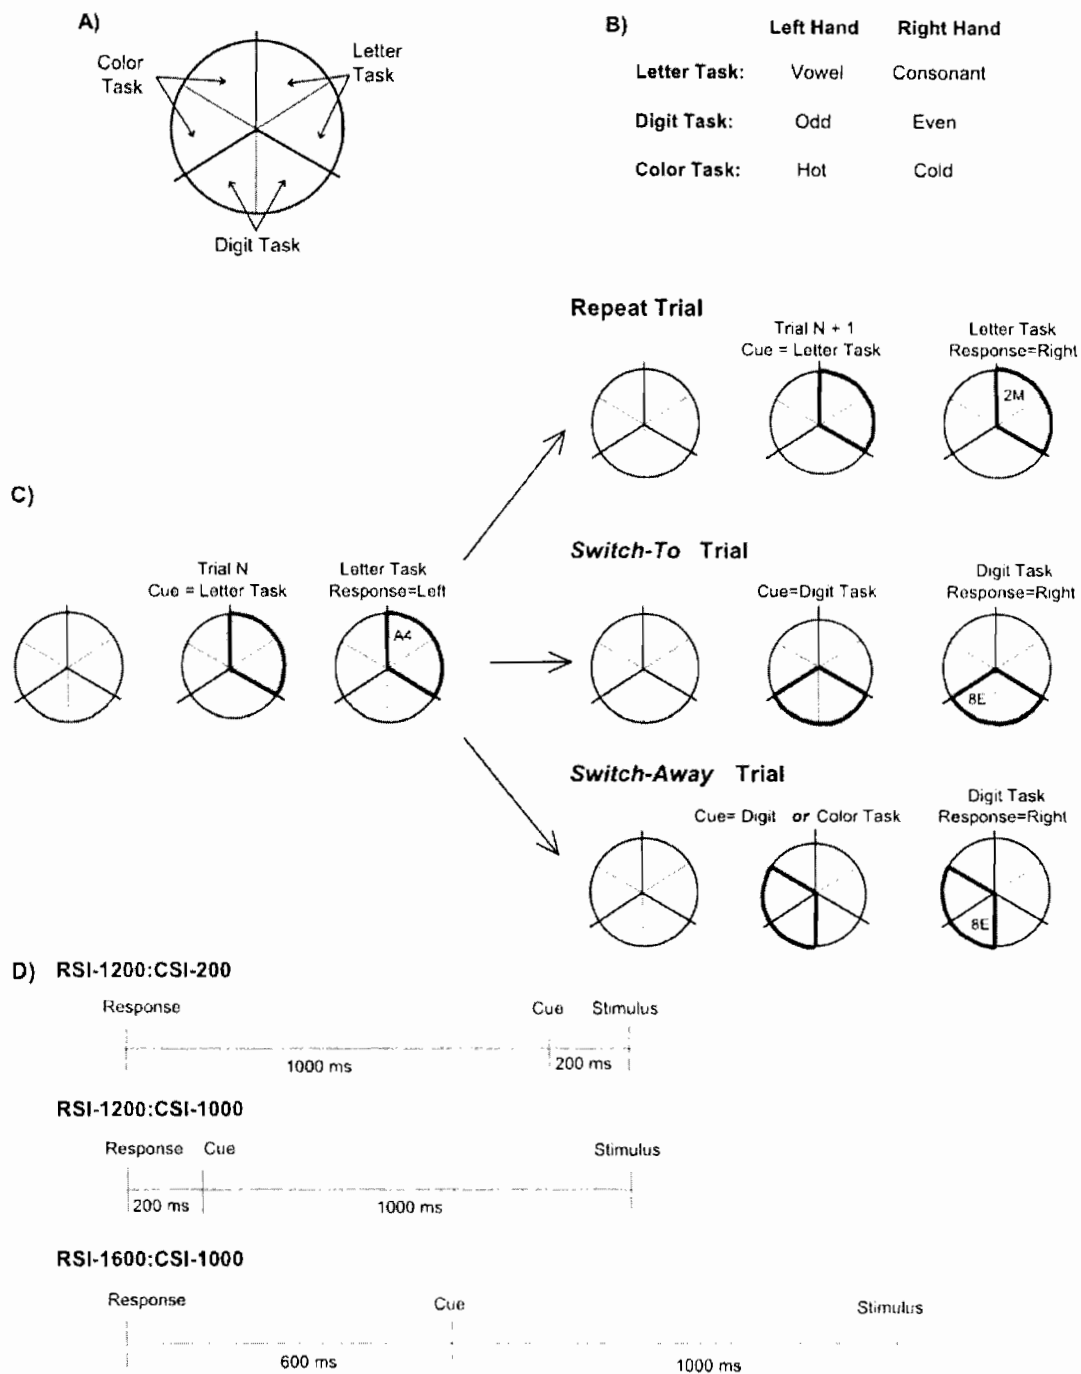 A)
Color
Task
Letter
Task
Digit Task
B)
Left Hand Right Hand
Letter Task: Vowel Consonant
Digit Task: Odd Even
Color Task: Hot Cold
Repeat Trial
Trial N + 1
Cue = Letter Task
Letter Task
Response=Right
2M
C)
Trial N
Cue = Letter Task
Letter Task
Response=Left
A4
Switch-To Trial
Cue=Digit Task
Digit Task
Response=Right
8E
Switch-Away Trial
Cue= Digit or Color Task
Digit Task
Response=Right
8E
D) RSI-1200:CSI-200
Response Cue Stimulus
1000 ms 200 ms
RSI-1200:CSI-1000
Response Cue Stimulus
200 ms 1000 ms
RSI-1600:CSI-1000
Response Cue Stimulus
600 ms 1000 ms